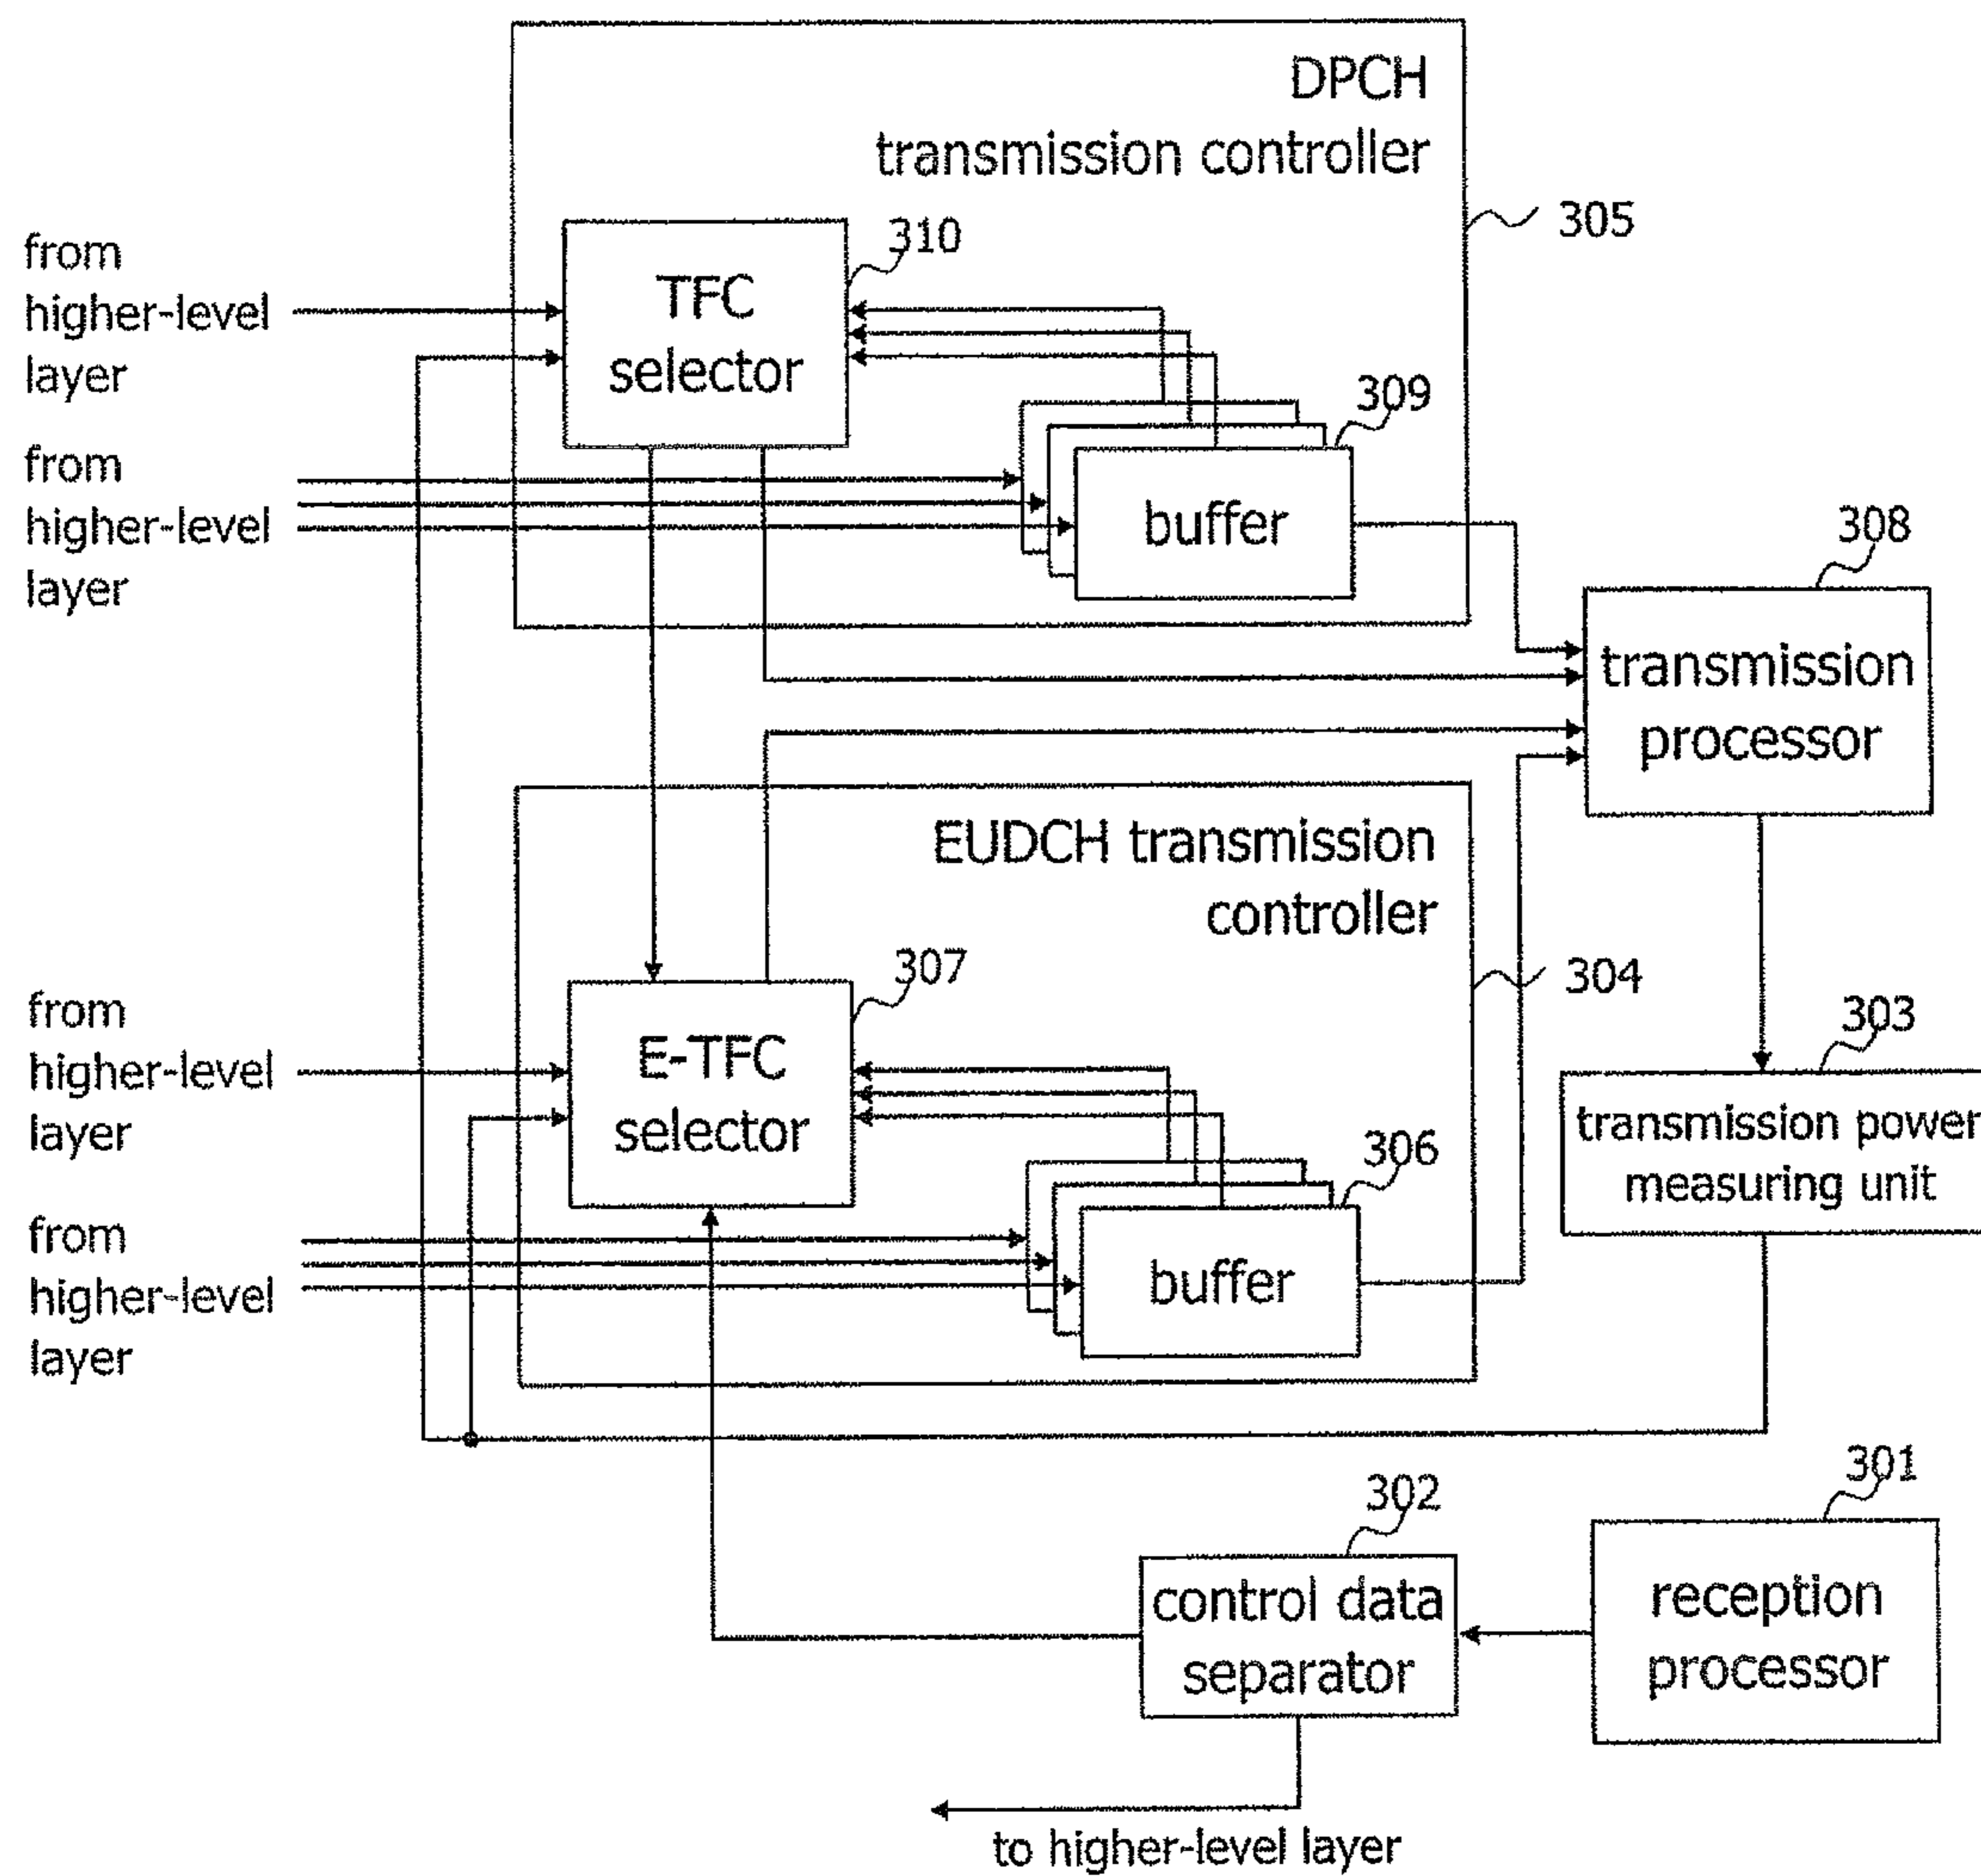 DPCH
transmission controller
305
from
higher-level
layer
310
TFC
selector
309
from
higher-level
layer
buffer
308
transmission
processor
EUDCH transmission
controller
304
307
from
higher-level
layer
E-TFC
selector
303
transmission power
measuring unit
306
from
higher-level
layer
buffer
302
control data
separator
301
reception
processor
to higher-level layer